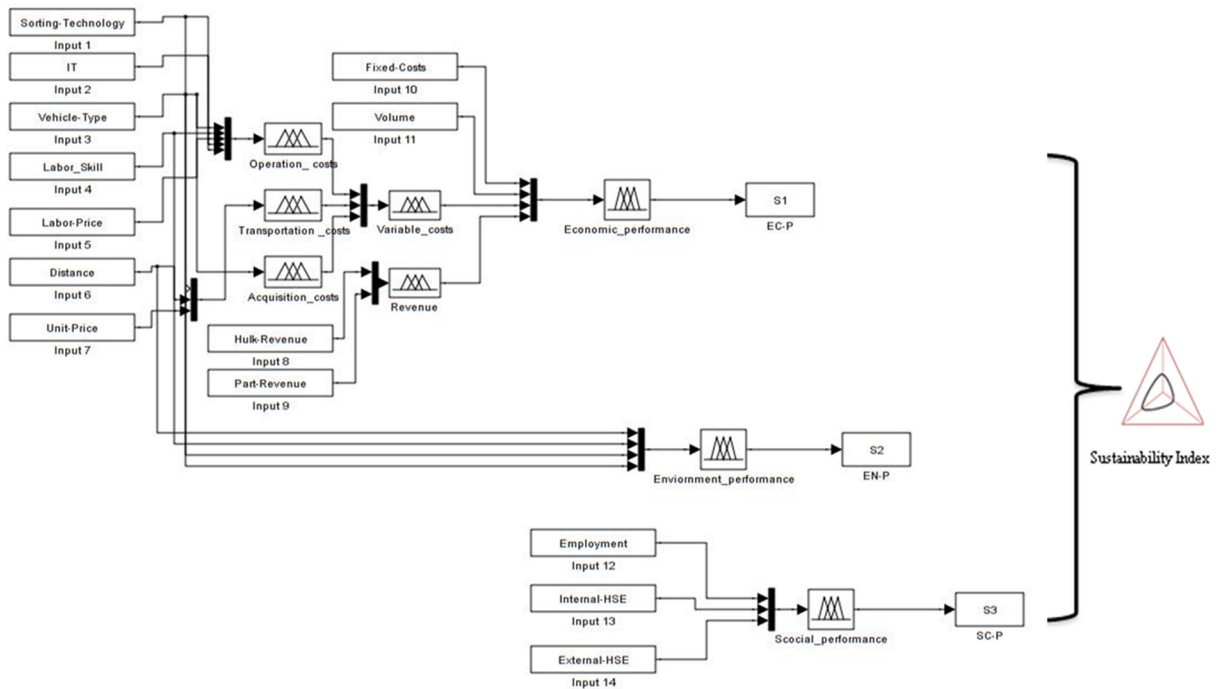 Sorting-Technology
Input 1
IT
Input 2
Vehicle-Type
Input 3
Labor_Skill
Input 4
Labor-Price
Input 5
Distance
Input 6
Unit-Price
Input 7
Operation_ costs
Transportation _costs
Acquisition_costs
Hulk-Revenue
Input 8
Part-Revenue
Input 9
Fixed-Costs
Input 10
Volume
Input 11
Variable_costs
Revenue
Economic_performance
S1
EC-P
Enviornment_performance
S2
EN-P
Employment
Input 12
Internal-HSE
Input 13
External-HSE
Input 14
Scocial_performance
S3
SC-P
Sustainability Index